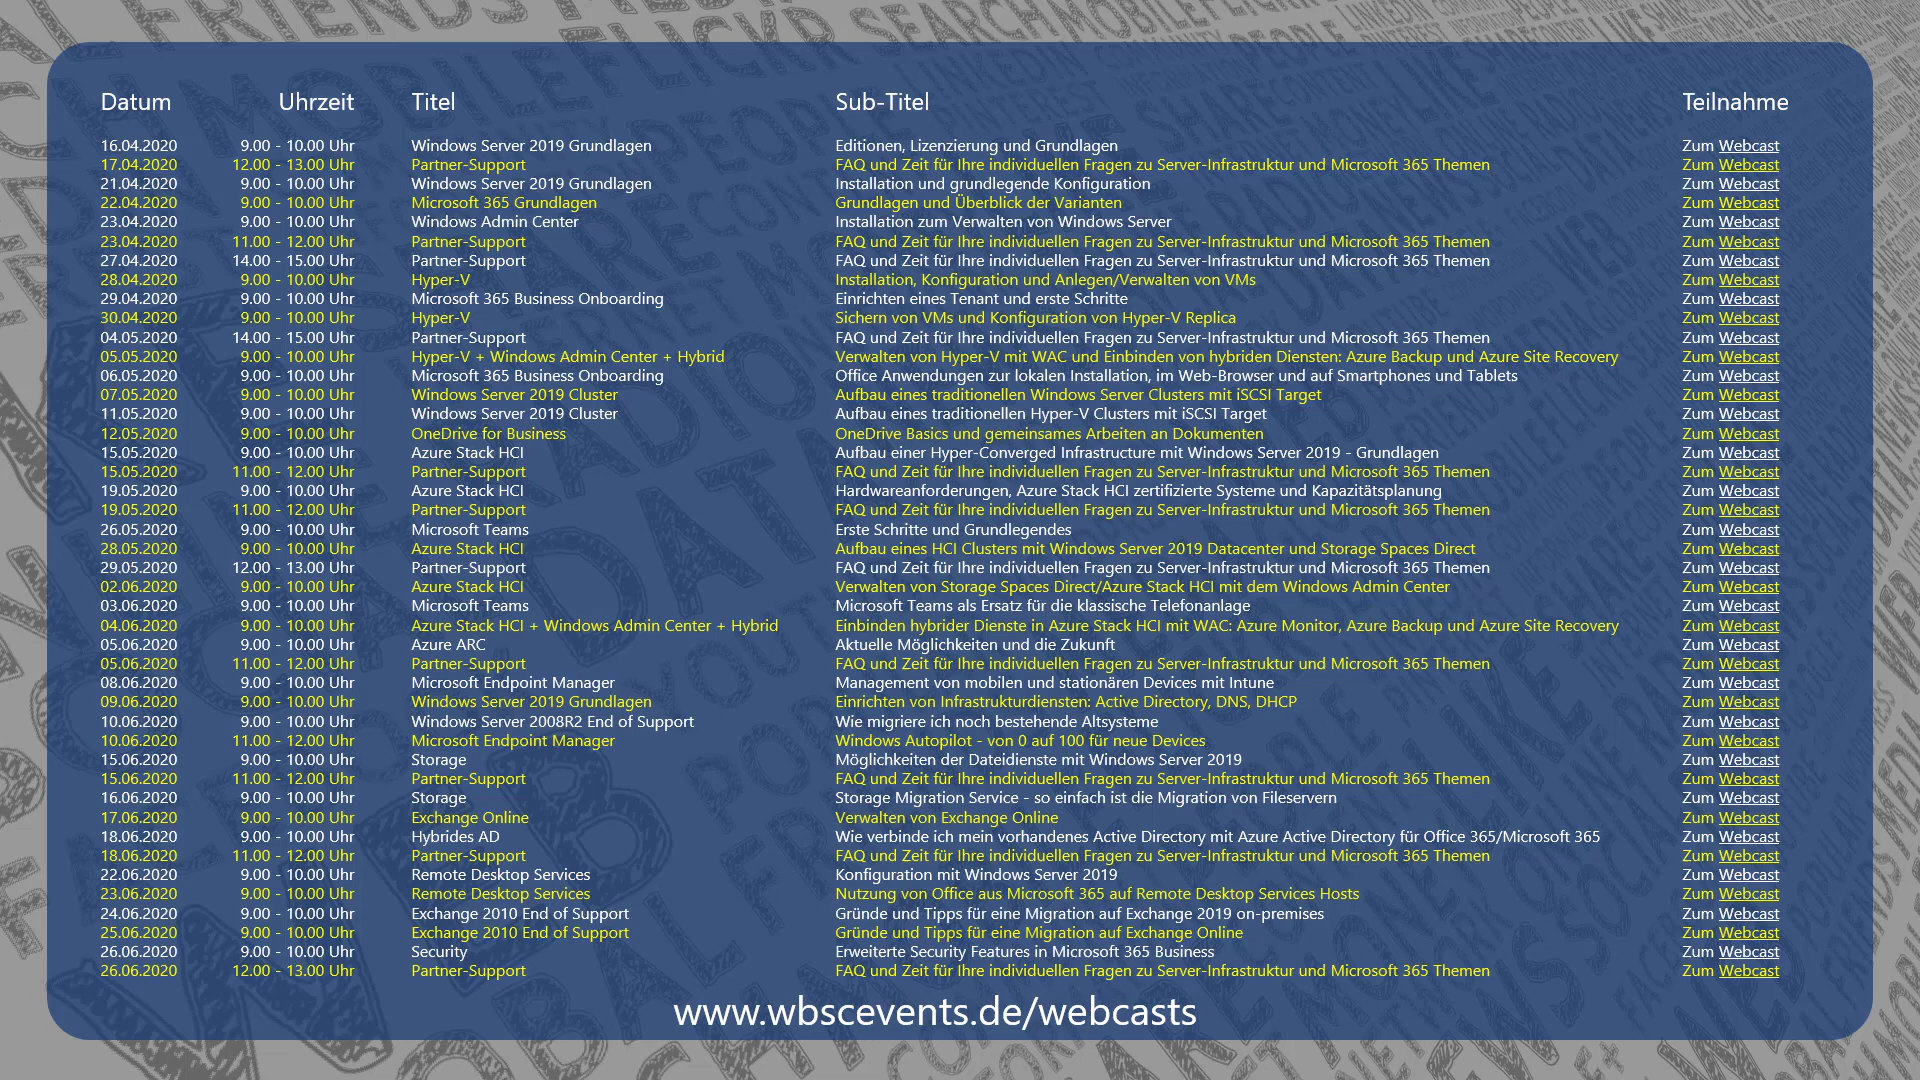 Datum Uhrzeit Titel Sub-Titel Teilnahme
16.04.2020 9.00 - 10.00 Uhr Windows Server 2019 Grundlagen Editionen, Lizenzierung und Grundlagen Zum Webcast
17.04.2020 12.00 - 13.00 Uhr Partner-Support FAQ und Zeit für Ihre individuellen Fragen zu Server-Infrastruktur und Microsoft 365 Themen Zum Webcast
21.04.2020 9.00 - 10.00 Uhr Windows Server 2019 Grundlagen Installation und grundlegende Konfiguration Zum Webcast
22.04.2020 9.00 - 10.00 Uhr Microsoft 365 Grundlagen Grundlagen und Überblick der Varianten Zum Webcast
23.04.2020 9.00 - 10.00 Uhr Windows Admin Center Installation zum Verwalten von Windows Server Zum Webcast
23.04.2020 11.00 - 12.00 Uhr Partner-Support FAQ und Zeit für Ihre individuellen Fragen zu Server-Infrastruktur und Microsoft 365 Themen Zum Webcast
27.04.2020 14.00 - 15.00 Uhr Partner-Support FAQ und Zeit für Ihre individuellen Fragen zu Server-Infrastruktur und Microsoft 365 Themen Zum Webcast
28.04.2020 9.00 - 10.00 Uhr Hyper-V Installation, Konfiguration und Anlegen/Verwalten von VMs Zum Webcast
29.04.2020 9.00 - 10.00 Uhr Microsoft 365 Business Onboarding Einrichten eines Tenant und erste Schritte Zum Webcast
30.04.2020 9.00 - 10.00 Uhr Hyper-V Sichern von VMs und Konfiguration von Hyper-V Replica Zum Webcast
04.05.2020 14.00 - 15.00 Uhr Partner-Support FAQ und Zeit für Ihre individuellen Fragen zu Server-Infrastruktur und Microsoft 365 Themen Zum Webcast
05.05.2020 9.00 - 10.00 Uhr Hyper-V + Windows Admin Center + Hybrid Verwalten von Hyper-V mit WAC und Einbinden von hybriden Diensten: Azure Backup und Azure Site Recovery Zum Webcast
06.05.2020 9.00 - 10.00 Uhr Microsoft 365 Business Onboarding Office Anwendungen zur lokalen Installation, im Web-Browser und auf Smartphones und Tablets Zum Webcast
07.05.2020 9.00 - 10.00 Uhr Windows Server 2019 Cluster Aufbau eines traditionellen Windows Server Clusters mit iSCSI Target Zum Webcast
11.05.2020 9.00 - 10.00 Uhr Windows Server 2019 Cluster Aufbau eines traditionellen Hyper-V Clusters mit iSCSI Target Zum Webcast
12.05.2020 9.00 - 10.00 Uhr OneDrive for Business OneDrive Basics und gemeinsames Arbeiten an Dokumenten Zum Webcast
15.05.2020 9.00 - 10.00 Uhr Azure Stack HCI Aufbau einer Hyper-Converged Infrastructure mit Windows Server 2019 - Grundlagen Zum Webcast
15.05.2020 11.00 - 12.00 Uhr Partner-Support FAQ und Zeit für Ihre individuellen Fragen zu Server-Infrastruktur und Microsoft 365 Themen Zum Webcast
19.05.2020 9.00 - 10.00 Uhr Azure Stack HCI Hardwareanforderungen, Azure Stack HCI zertifizierte Systeme und Kapazitätsplanung Zum Webcast
19.05.2020 11.00 - 12.00 Uhr Partner-Support FAQ und Zeit für Ihre individuellen Fragen zu Server-Infrastruktur und Microsoft 365 Themen Zum Webcast
26.05.2020 9.00 - 10.00 Uhr Microsoft Teams Erste Schritte und Grundlegendes Zum Webcast
28.05.2020 9.00 - 10.00 Uhr Azure Stack HCI Aufbau eines HCI Clusters mit Windows Server 2019 Datacenter und Storage Spaces Direct Zum Webcast
29.05.2020 12.00 - 13.00 Uhr Partner-Support FAQ und Zeit für Ihre individuellen Fragen zu Server-Infrastruktur und Microsoft 365 Themen Zum Webcast
02.06.2020 9.00 - 10.00 Uhr Azure Stack HCI Verwalten von Storage Spaces Direct/Azure Stack HCI mit dem Windows Admin Center Zum Webcast
03.06.2020 9.00 - 10.00 Uhr Microsoft Teams Microsoft Teams als Ersatz für die klassische Telefonanlage Zum Webcast
04.06.2020 9.00 - 10.00 Uhr Azure Stack HCI + Windows Admin Center + Hybrid Einbinden hybrider Dienste in Azure Stack HCI mit WAC: Azure Monitor, Azure Backup und Azure Site Recovery Zum Webcast
05.06.2020 9.00 - 10.00 Uhr Azure ARC Aktuelle Möglichkeiten und die Zukunft Zum Webcast
05.06.2020 11.00 - 12.00 Uhr Partner-Support FAQ und Zeit für Ihre individuellen Fragen zu Server-Infrastruktur und Microsoft 365 Themen Zum Webcast
08.06.2020 9.00 - 10.00 Uhr Microsoft Endpoint Manager Management von mobilen und stationären Devices mit Intune Zum Webcast
09.06.2020 9.00 - 10.00 Uhr Windows Server 2019 Grundlagen Einrichten von Infrastrukturdiensten: Active Directory, DNS, DHCP Zum Webcast
10.06.2020 9.00 - 10.00 Uhr Windows Server 2008R2 End of Support Wie migriere ich noch bestehende Altsysteme Zum Webcast
10.06.2020 11.00 - 12.00 Uhr Microsoft Endpoint Manager Windows Autopilot - von 0 auf 100 für neue Devices Zum Webcast
15.06.2020 9.00 - 10.00 Uhr Storage Möglichkeiten der Dateidienste mit Windows Server 2019 Zum Webcast
15.06.2020 11.00 - 12.00 Uhr Partner-Support FAQ und Zeit für Ihre individuellen Fragen zu Server-Infrastruktur und Microsoft 365 Themen Zum Webcast
16.06.2020 9.00 - 10.00 Uhr Storage Storage Migration Service - so einfach ist die Migration von Fileservern Zum Webcast
17.06.2020 9.00 - 10.00 Uhr Exchange Online Verwalten von Exchange Online Zum Webcast
18.06.2020 9.00 - 10.00 Uhr Hybrides AD Wie verbinde ich mein vorhandenes Active Directory mit Azure Active Directory für Office 365/Microsoft 365 Zum Webcast
18.06.2020 11.00 - 12.00 Uhr Partner-Support FAQ und Zeit für Ihre individuellen Fragen zu Server-Infrastruktur und Microsoft 365 Themen Zum Webcast
22.06.2020 9.00 - 10.00 Uhr Remote Desktop Services Konfiguration mit Windows Server 2019 Zum Webcast
23.06.2020 9.00 - 10.00 Uhr Remote Desktop Services Nutzung von Office aus Microsoft 365 auf Remote Desktop Services Hosts Zum Webcast
24.06.2020 9.00 - 10.00 Uhr Exchange 2010 End of Support Gründe und Tipps für eine Migration auf Exchange 2019 on-premises Zum Webcast
25.06.2020 9.00 - 10.00 Uhr Exchange 2010 End of Support Gründe und Tipps für eine Migration auf Exchange Online Zum Webcast
26.06.2020 9.00 - 10.00 Uhr Security Erweiterte Security Features in Microsoft 365 Business Zum Webcast
26.06.2020 12.00 - 13.00 Uhr Partner-Support FAQ und Zeit für Ihre individuellen Fragen zu Server-Infrastruktur und Microsoft 365 Themen Zum Webcast
www.wbscevents.de/webcasts